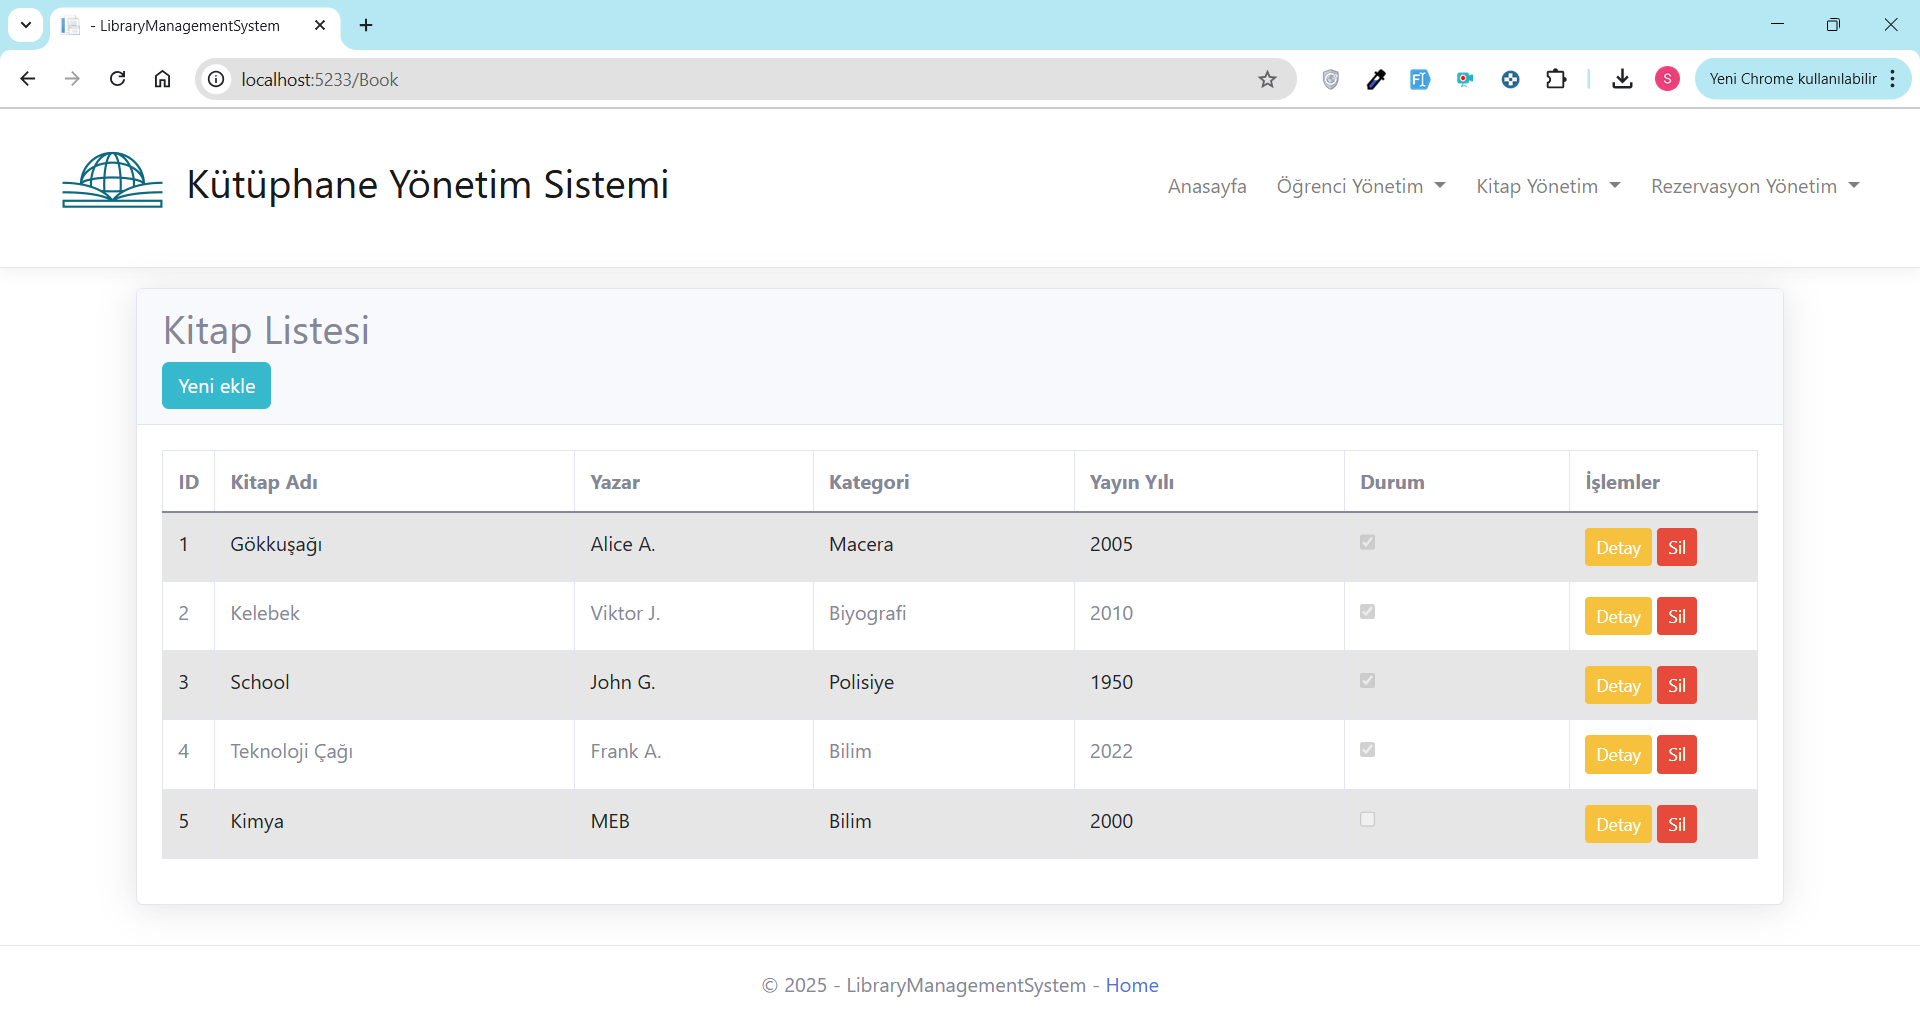 - LibraryManagementSystem
localhost:5233/Book
S
Yeni Chrome kullanılabilir
Kütüphane Yönetim Sistemi
Anasayfa Öğrenci Yönetim Kitap Yönetim Rezervasyon Yönetim
Kitap Listesi
Yeni ekle
ID Kitap Adı Yazar Kategori Yayın Yılı Durum İşlemler
1 Gökkuşağı Alice A. Macera 2005 Detay Sil
2 Kelebek Viktor J. Biyografi 2010 Detay Sil
3 School John G. Polisiye 1950 Detay Sil
4 Teknoloji Çağı Frank A. Bilim 2022 Detay Sil
5 Kimya MEB Bilim 2000 Detay Sil
© 2025 - LibraryManagementSystem - Home